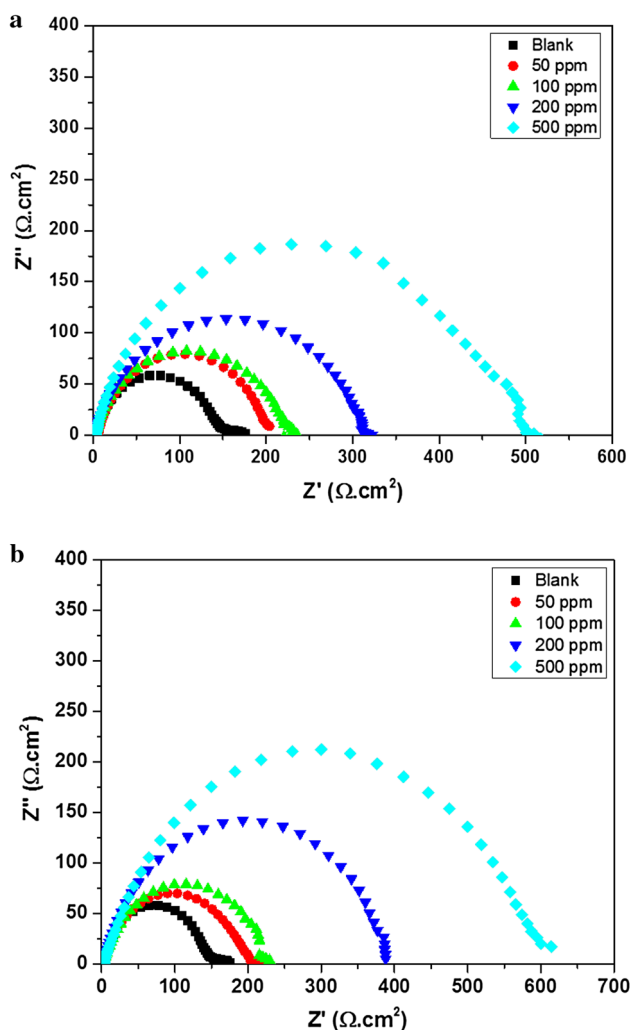 a
400
350
300
250
200
150
100
50
0
Z'' (Ω.cm²)
Blank
50 ppm
100 ppm
200 ppm
500 ppm
0 100 200 300 400 500 600
Z' (Ω.cm²)
b
400
350
300
250
200
150
100
50
0
Z'' (Ω.cm²)
Blank
50 ppm
100 ppm
200 ppm
500 ppm
0 100 200 300 400 500 600 700
Z' (Ω.cm²)